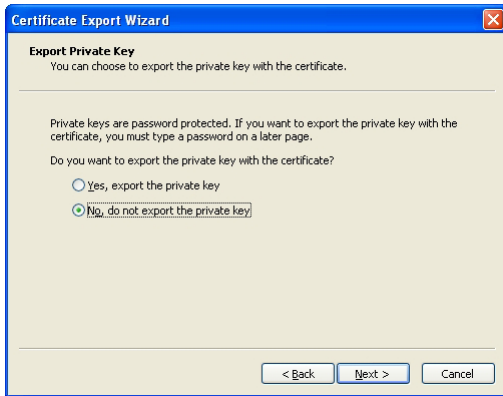 Certificate Export Wizard
Export Private Key
You can choose to export the private key with the certificate.
Private keys are password protected. If you want to export the private key with the
certificate, you must type a password on a later page.
Do you want to export the private key with the certificate?
Yes, export the private key
No, do not export the private key
< Back
Next >
Cancel